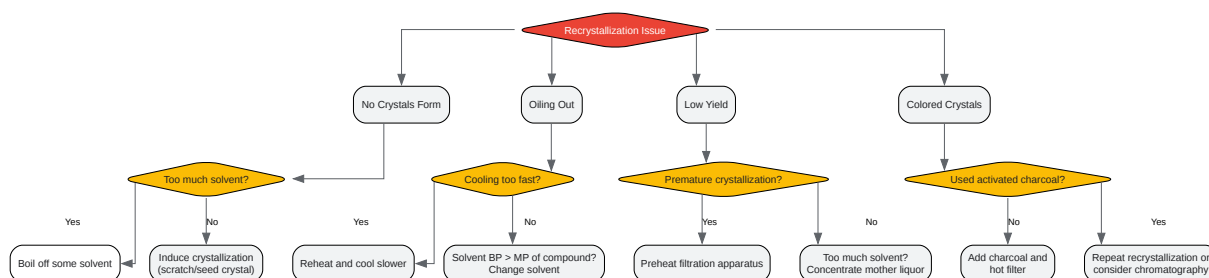 Recrystallization Issue
No Crystals Form
Oiling Out
Low Yield
Colored Crystals
Too much solvent?
Cooling too fast?
Premature crystallization?
Used activated charcoal?
Yes
No
Yes
No
Yes
No
No
Yes
Boil off some solvent
Induce crystallization
(scratch/seed crystal)
Reheat and cool slower
Solvent BP > MP of compound?
Change solvent
Preheat filtration apparatus
Too much solvent?
Concentrate mother liquor
Add charcoal and
hot filter
Repeat recrystallization or
consider chromatography